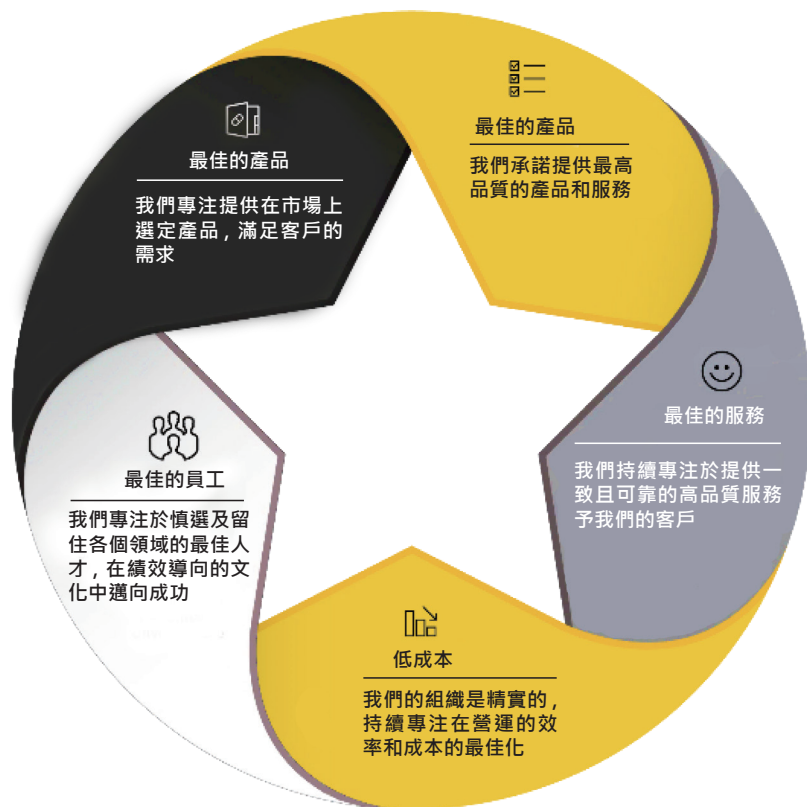 最佳的產品
我們專注提供在市場上
選定產品 , 滿足客戶的
需求
最佳的產品
我們承諾提供最高
品質的產品和服務
最佳的服務
我們持續專注於提供一
致且可靠的高品質服務
予我們的客戶
低成本
我們的組織是精實的 ,
持續專注在營運的效
率和成本的最佳化
最佳的員工
我們專注於慎選及留
住各個領域的最佳人
才 , 在績效導向的文
化中邁向成功